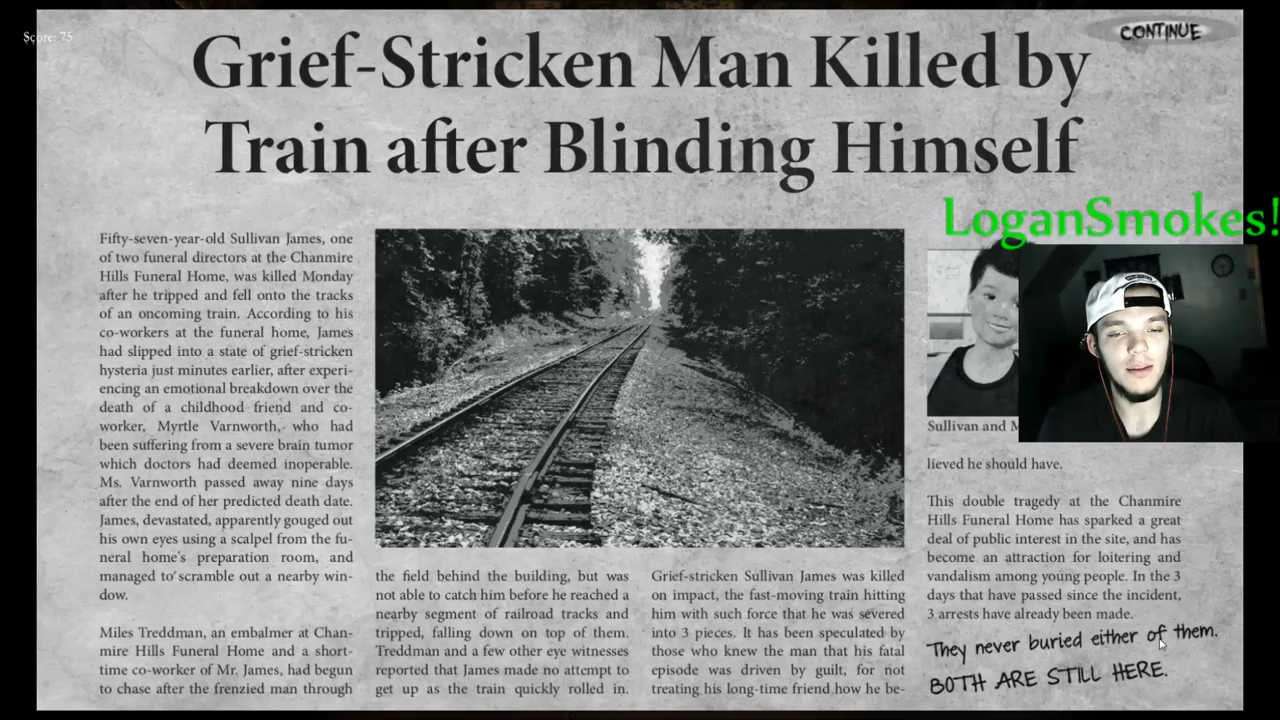 Score: 75
CONTINUE
Grief-Stricken Man Killed by
Train after Blinding Himself
LoganSmokes!
Fifty-seven-year-old Sullivan James, one
of two funeral directors at the Chanmire
Hills Funeral Home, was killed Monday
after he tripped and fell onto the tracks
of an oncoming train. According to his
co-workers at the funeral home, James
had slipped into a state of grief-stricken
hysteria just minutes earlier, after experi-
encing an emotional breakdown over the
death of a childhood friend and co-
worker, Myrtle Varnworth, who had
been suffering from a severe brain tumor
which doctors had deemed inoperable.
Ms. Varnworth passed away nine days
after the end of her predicted death date.
James, devastated, apparently gouged out
his own eyes using a scalpel from the fu-
neral home's preparation room, and
managed to scramble out a nearby win-
dow.
Miles Treddman, an embalmer at Chan-
mire Hills Funeral Home and a short-
time co-worker of Mr. James, had begun
to chase after the frenzied man through
the field behind the building, but was
not able to catch him before he reached a
nearby segment of railroad tracks and
tripped, falling down on top of them.
Treddman and a few other eye witnesses
reported that James made no attempt to
get up as the train quickly rolled in.
Grief-stricken Sullivan James was killed
on impact, the fast-moving train hitting
him with such force that he was severed
into 3 pieces. It has been speculated by
those who knew the man that his fatal
episode was driven by guilt, for not
treating his long-time friend how he be-
Sullivan and M
lieved he should have.
This double tragedy at the Chanmire
Hills Funeral Home has sparked a great
deal of public interest in the site, and has
become an attraction for loitering and
vandalism among young people. In the 3
days that have passed since the incident,
3 arrests have already been made.
They never buried either of them.
BOTH ARE STILL HERE.